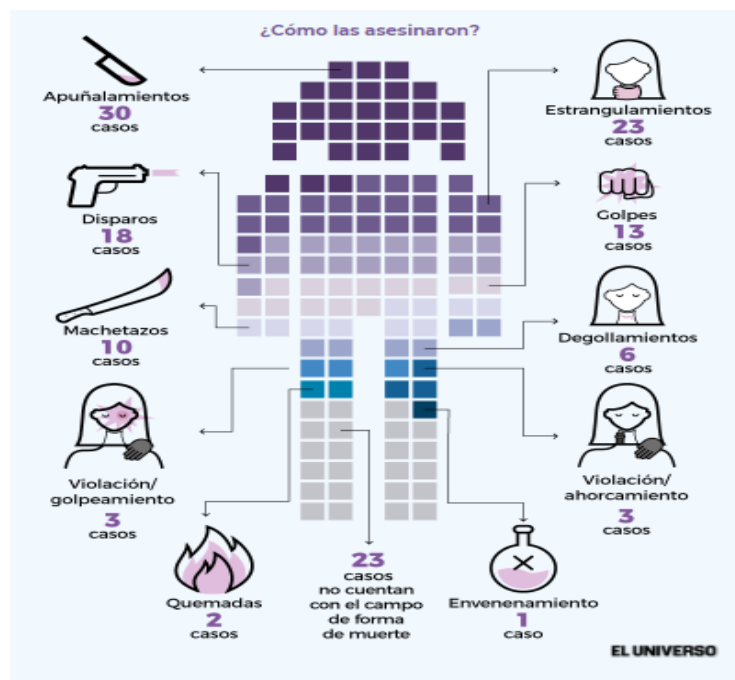 ¿Cómo las asesinaron?
Apuñalamientos
30
casos
Estrangulamientos
23
casos
Disparos
18
casos
Golpes
13
casos
Machetazos
10
casos
Degollamientos
6
casos
Violación/
golpeamiento
3
casos
Violación/
ahorcamiento
3
casos
Quemadas
2
casos
23
casos
no cuentan
con el campo
de forma
de muerte
Envenenamiento
1
caso
EL UNIVERSO